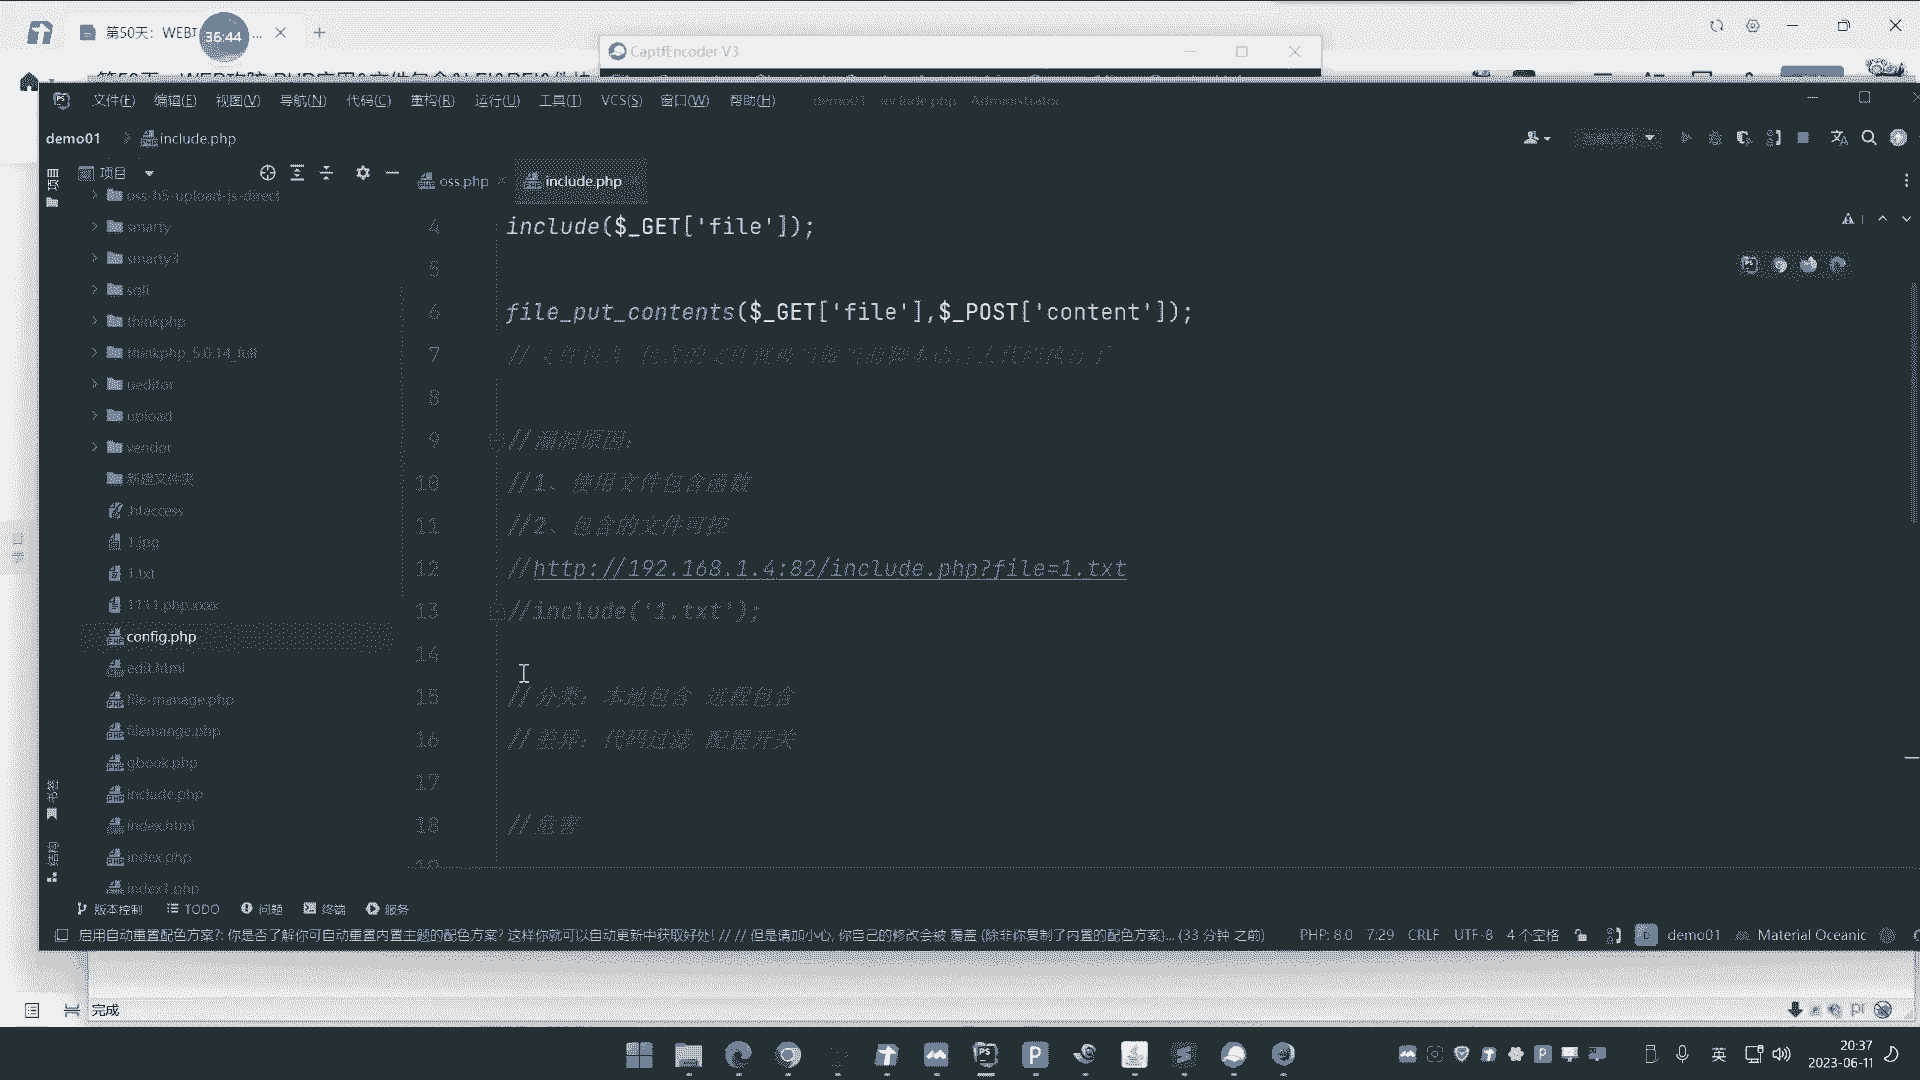 第50天: WEB
36:44
...
CaptfEncoder V3
文件(F) 编辑(E) 视图(V) 导航(N) 代码(C) 重构(R) 运行(U) 工具(T) VCS(S) 窗口(W) 帮助(H) demo01 - include.php - Administrator
demo01 include.php
项目
项目
oss.php include.php
oss-h5-upload-js-direct
smarty
smarty3
sqli
thinkphp
thinkphp_5.0.14_full
ueditor
upload
vendor
新建文件夹
.htaccess
1.jpg
1.txt
1111.php.xxxx
config.php
edit.html
file-manage.php
filemange.php
gbook.php
include.php
index.html
index.php
index1.php
4 include($_GET['file']);
5
6 file_put_contents($_GET['file'],$_POST['content']);
7 //
8
9 //漏洞原因:
10 //1、使用文件包含函数
11 //2、包含的文件可控
12 //http://192.168.1.4:82/include.php?file=1.txt
13 //include('1.txt');
14
15 //分类: 本地包含 远程包含
16 //差异: 代码过滤 配置开关
17
18 //危害
19
书签
结构
版本控制 TODO 问题 终端 服务
启用自动重置配色方案?: 你是否了解你可自动重置内置主题的配色方案? 这样你就可以自动更新中获取好处! // // 但是请加小心, 你自己的修改会被 覆盖 (除非你复制了内置的配色方案)... (33 分钟 之前) PHP: 8.0 7:29 CRLF UTF-8 4 个空格 demo01 Material Oceanic
完成
英
20:37
2023-06-11